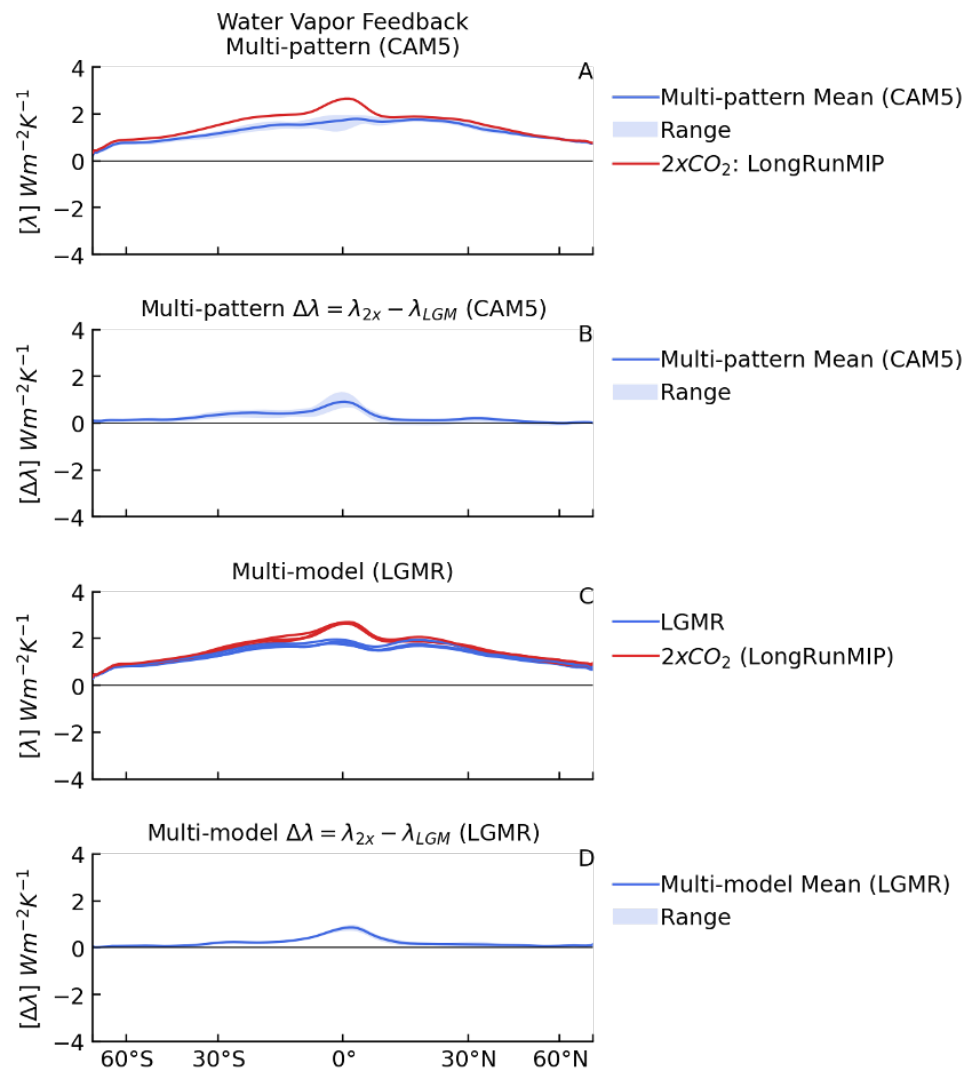 Water Vapor Feedback
Multi-pattern (CAM5)
A
4
2
0
−2
−4
[λ] Wm⁻²K⁻¹
Multi-pattern Mean (CAM5)
Range
2xCO₂: LongRunMIP
Multi-pattern Δλ = λ₂ₓ − λ_LGM (CAM5)
B
4
2
0
−2
−4
[Δλ] Wm⁻²K⁻¹
Multi-pattern Mean (CAM5)
Range
Multi-model (LGMR)
C
4
2
0
−2
−4
[λ] Wm⁻²K⁻¹
LGMR
2xCO₂ (LongRunMIP)
Multi-model Δλ = λ₂ₓ − λ_LGM (LGMR)
D
4
2
0
−2
−4
[Δλ] Wm⁻²K⁻¹
Multi-model Mean (LGMR)
Range
60°S 30°S 0° 30°N 60°N